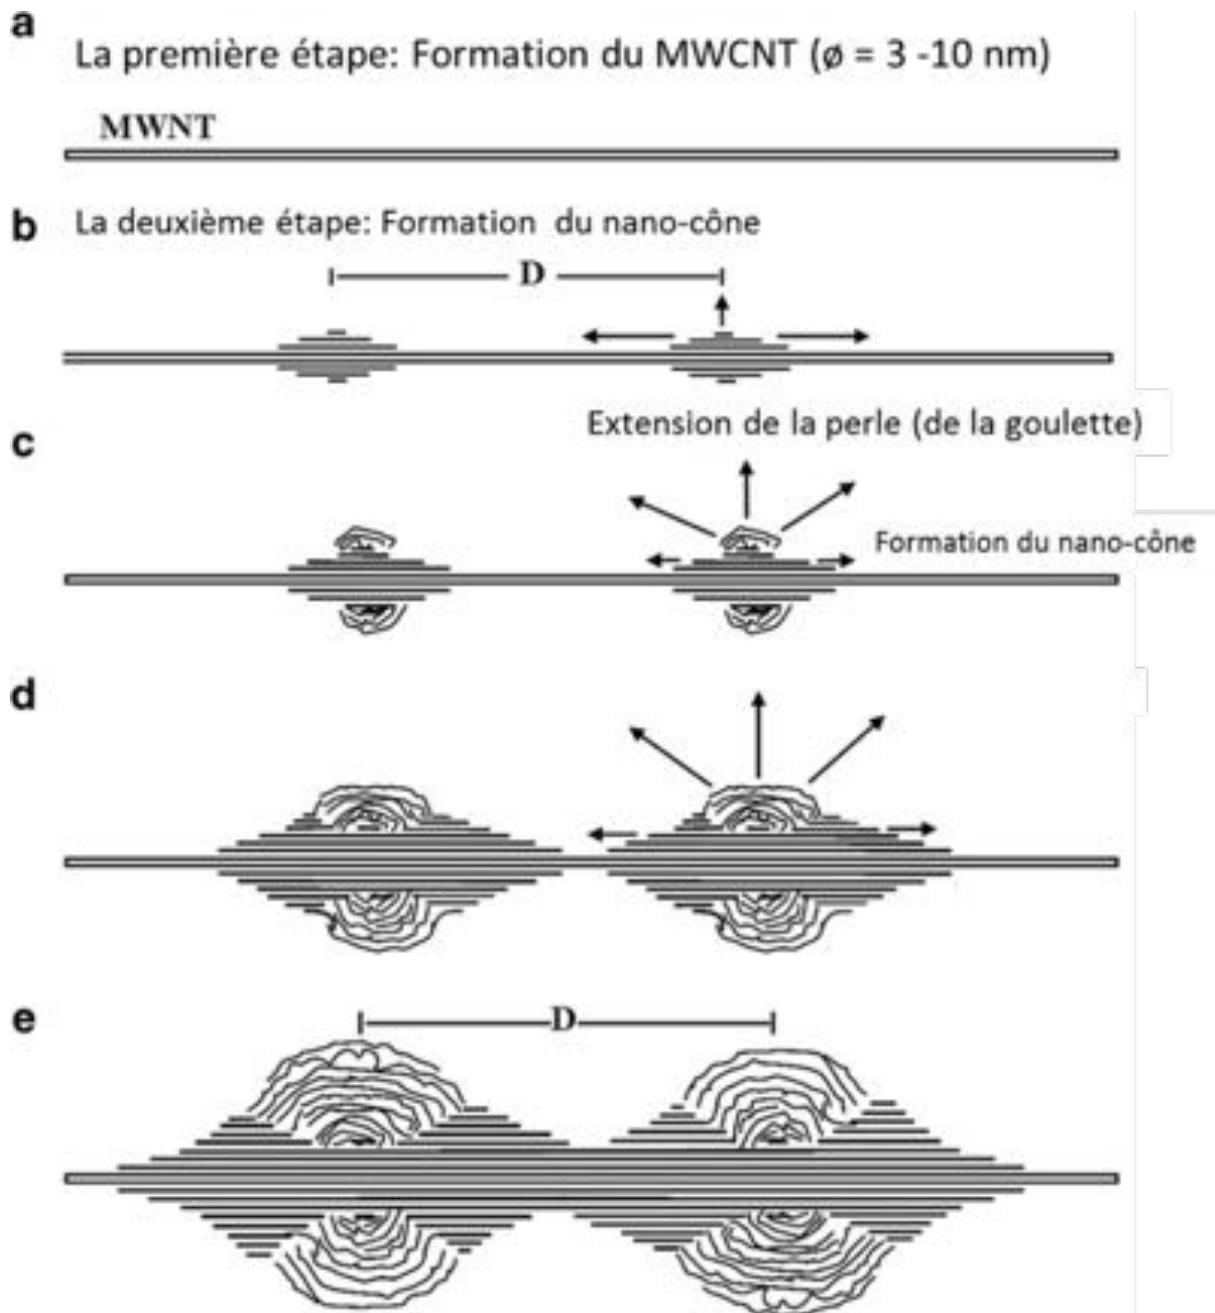 a
La première étape: Formation du MWCNT (ø = 3 -10 nm)
MWNT
b La deuxième étape: Formation du nano-cône
D
Extension de la perle (de la goulette)
c
Formation du nano-cône
d
e
D